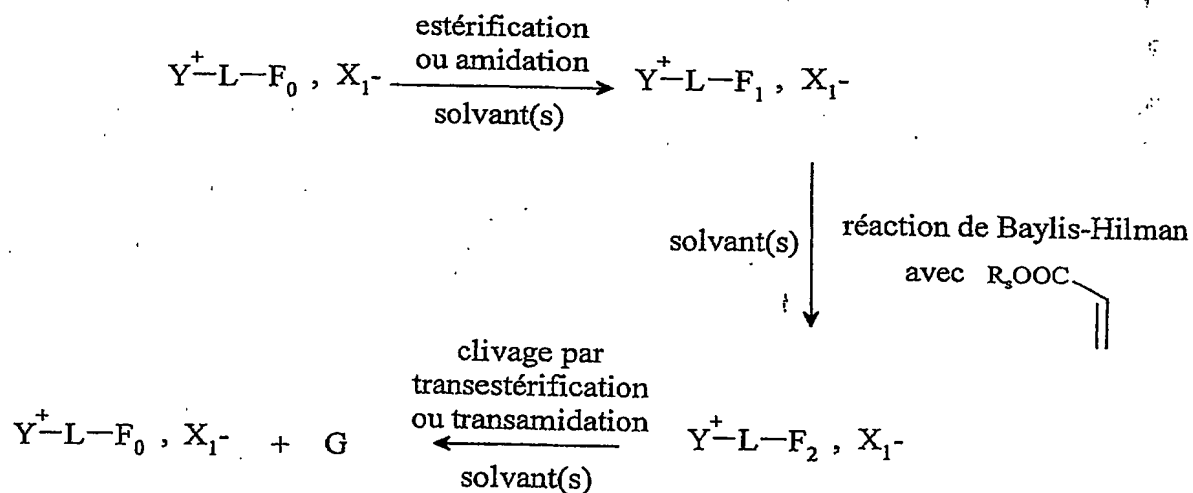 estérification
ou amidation
Y⁺—L—F₀ , X₁⁻
Y⁺—L—F₁ , X₁⁻
solvant(s)
solvant(s)
réaction de Baylis-Hilman
avec RₛOOC
clivage par
transestérification
ou transamidation
Y⁺—L—F₀ , X₁⁻ + G
Y⁺—L—F₂ , X₁⁻
solvant(s)